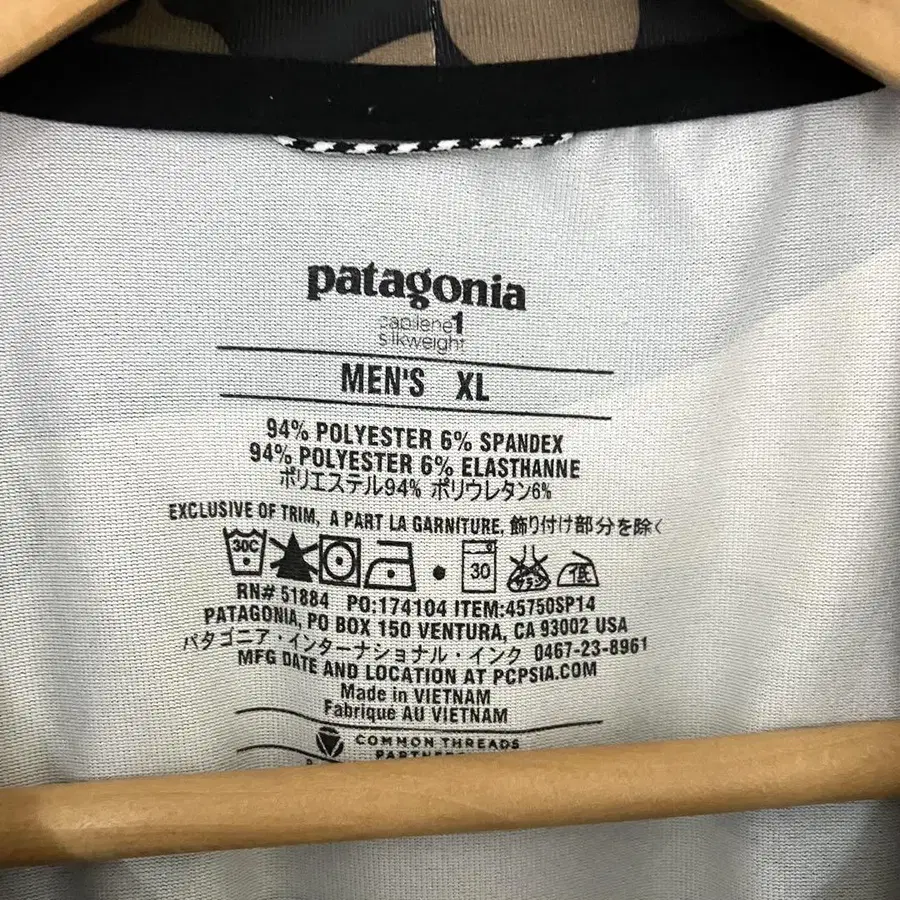 patagonia
capilene1
silkweight
MEN'S XL
94% POLYESTER 6% SPANDEX
94% POLYESTER 6% ELASTHANNE
ポリエステル94% ポリウレタン6%
EXCLUSIVE OF TRIM, A PART LA GARNITURE, 飾り付け部分を除く
30C 30 サラシ 低
RN# 51884 PO:174104 ITEM:45750SP14
PATAGONIA, PO BOX 150 VENTURA, CA 93002 USA
パタゴニア・インターナショナル・インク 0467-23-8961
MFG DATE AND LOCATION AT PCPSIA.COM
Made in VIETNAM
Fabriqué AU VIETNAM
COMMON THREADS